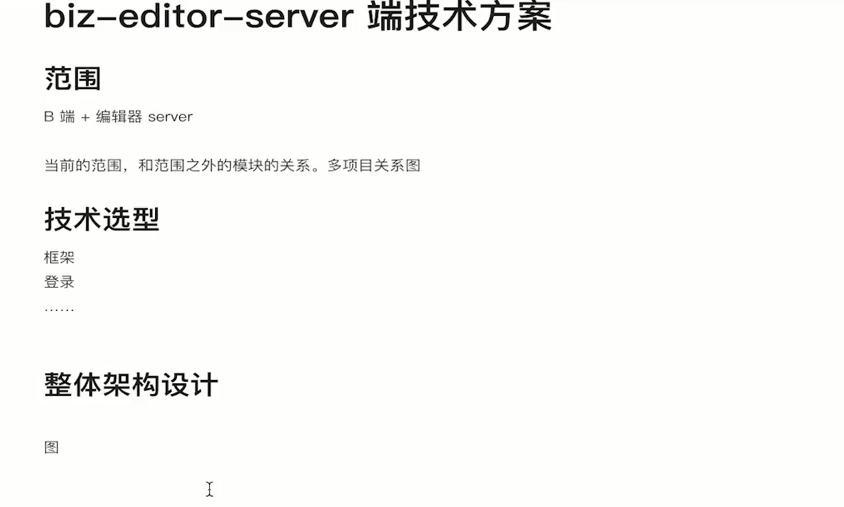 biz-editor-server 端技术方案
范围
B 端 + 编辑器 server
当前的范围，和范围之外的模块的关系。多项目关系图
技术选型
框架
登录
……
整体架构设计
图